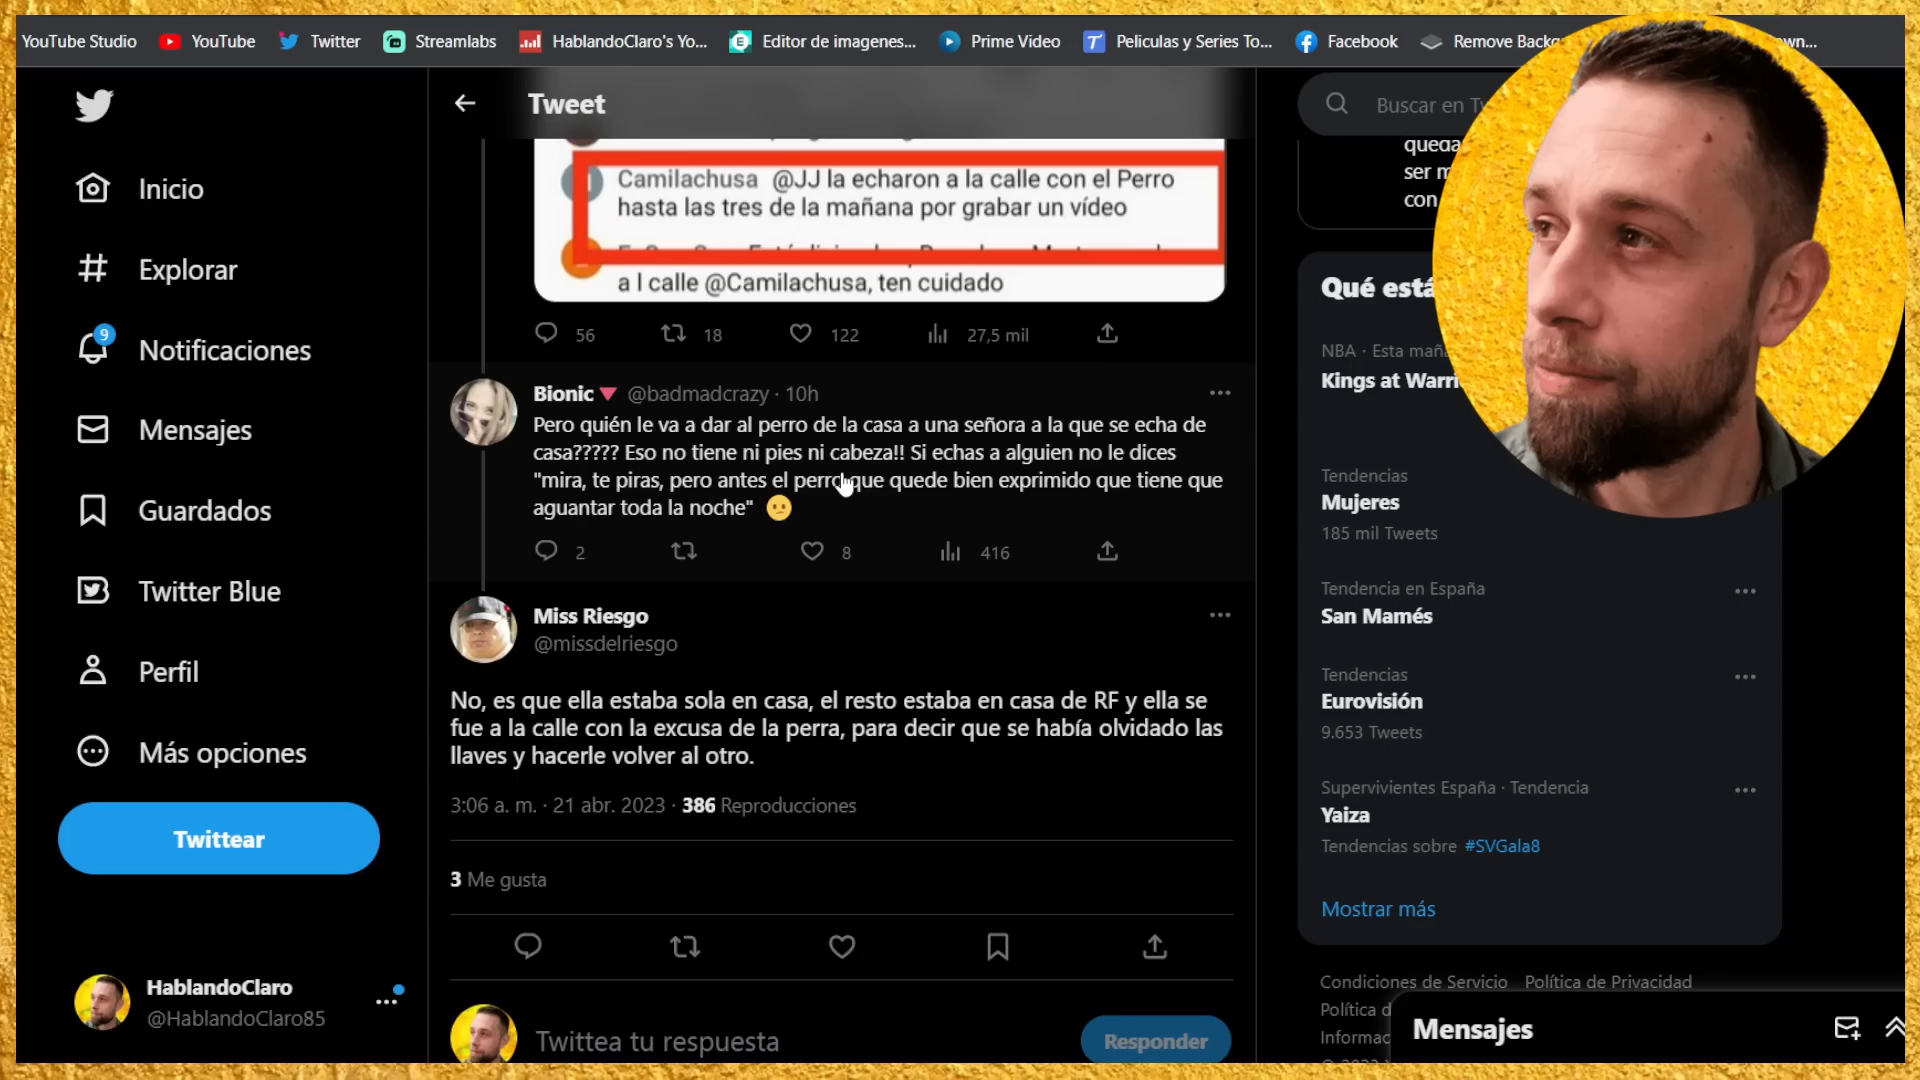 YouTube Studio YouTube Twitter Streamlabs HablandoClaro's Yo... Editor de imagenes... Prime Video Peliculas y Series To... Facebook Remove Backg
Inicio
Explorar
9
Notificaciones
Mensajes
Guardados
Twitter Blue
Perfil
Más opciones
Twittear
HablandoClaro
@HablandoClaro85
Tweet
Camilachusa @JJ la echaron a la calle con el Perro
hasta las tres de la mañana por grabar un vídeo
a l calle @Camilachusa, ten cuidado
56 18 122 27,5 mil
Bionic @badmadcrazy · 10h
Pero quién le va a dar al perro de la casa a una señora a la que se echa de
casa????? Eso no tiene ni pies ni cabeza!! Si echas a alguien no le dices
"mira, te piras, pero antes el perro que quede bien exprimido que tiene que
aguantar toda la noche"
2 8 416
Miss Riesgo
@missdelriesgo
No, es que ella estaba sola en casa, el resto estaba en casa de RF y ella se
fue a la calle con la excusa de la perra, para decir que se había olvidado las
llaves y hacerle volver al otro.
3:06 a. m. · 21 abr. 2023 · 386 Reproducciones
3 Me gusta
Twittea tu respuesta
Responder
Buscar en Tw
queda
ser m
con
Qué está
NBA · Esta maña
Kings at Warri
Tendencias
Mujeres
185 mil Tweets
Tendencia en España
San Mamés
Tendencias
Eurovisión
9.653 Tweets
Supervivientes España · Tendencia
Yaiza
Tendencias sobre #SVGala8
Mostrar más
Condiciones de Servicio Política de Privacidad
Política d
Informac
Mensajes